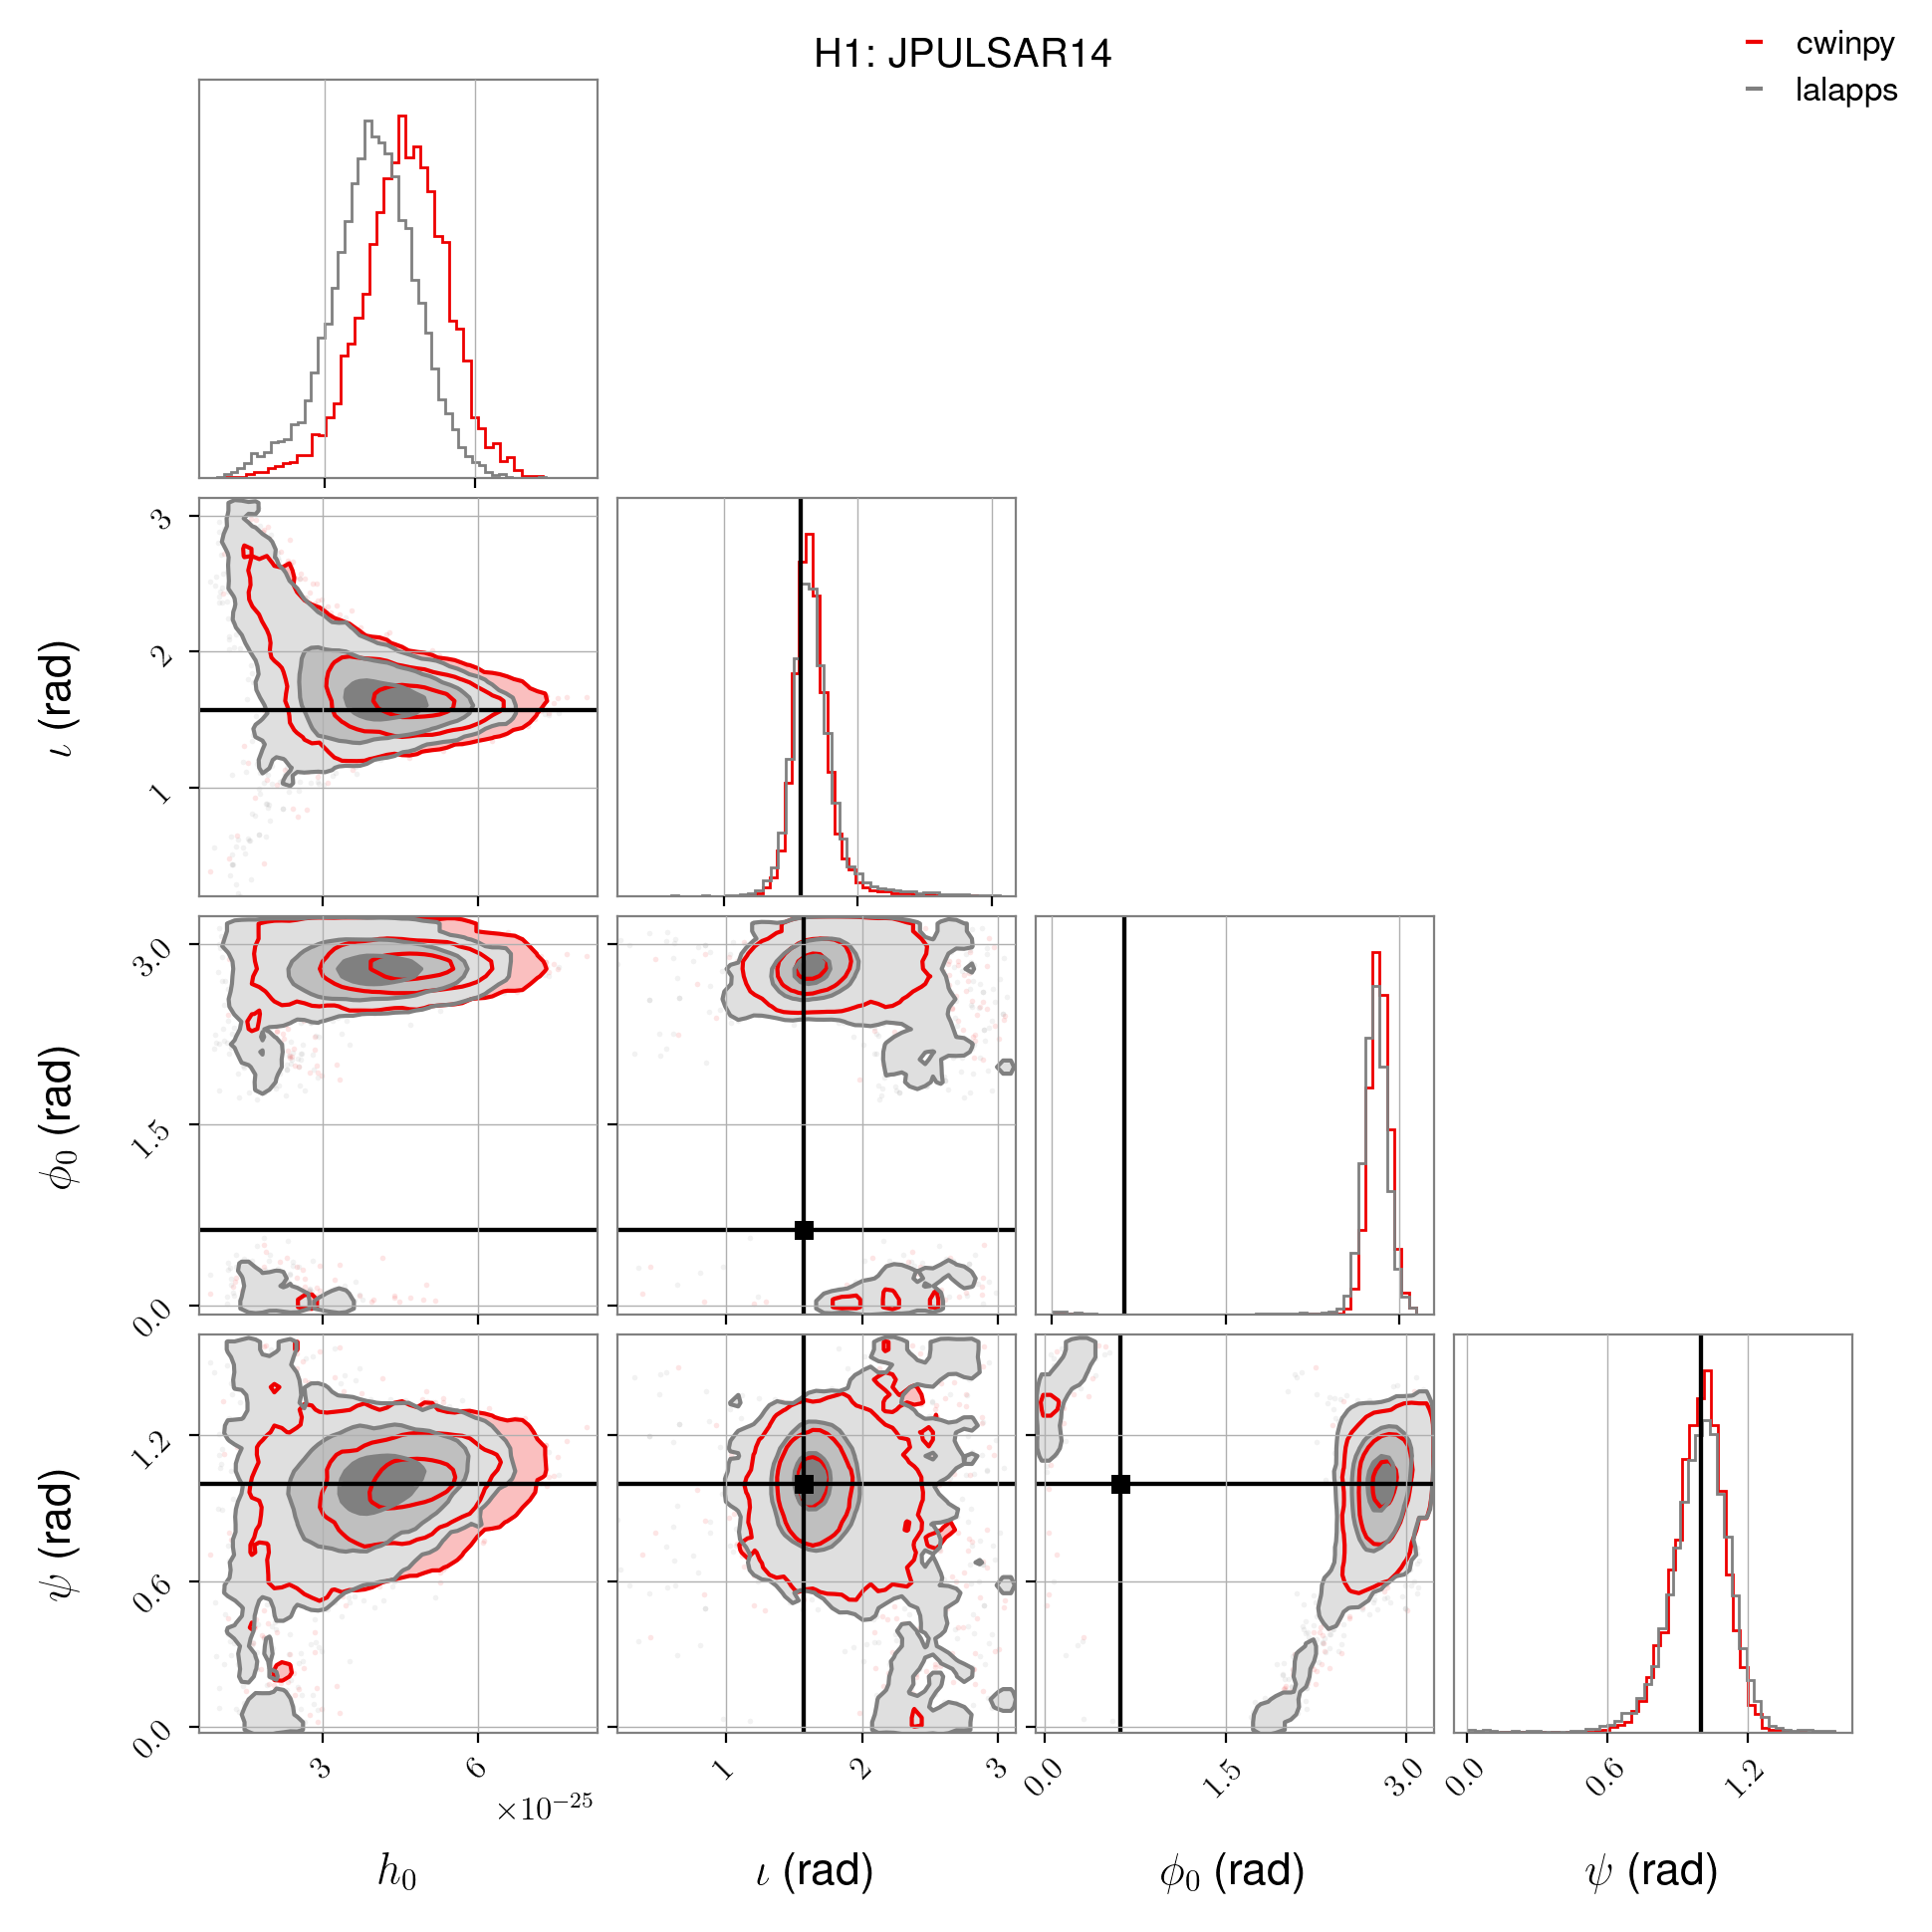 H1: JPULSAR14
cwinpy
lalapps
3
2
1
ι (rad)
3.0
1.5
0.0
ϕ₀ (rad)
1.2
0.6
0.0
ψ (rad)
3 6
×10⁻²⁵
1 2 3
0.0 1.5 3.0
0.0 0.6 1.2
h₀
ι (rad)
ϕ₀ (rad)
ψ (rad)